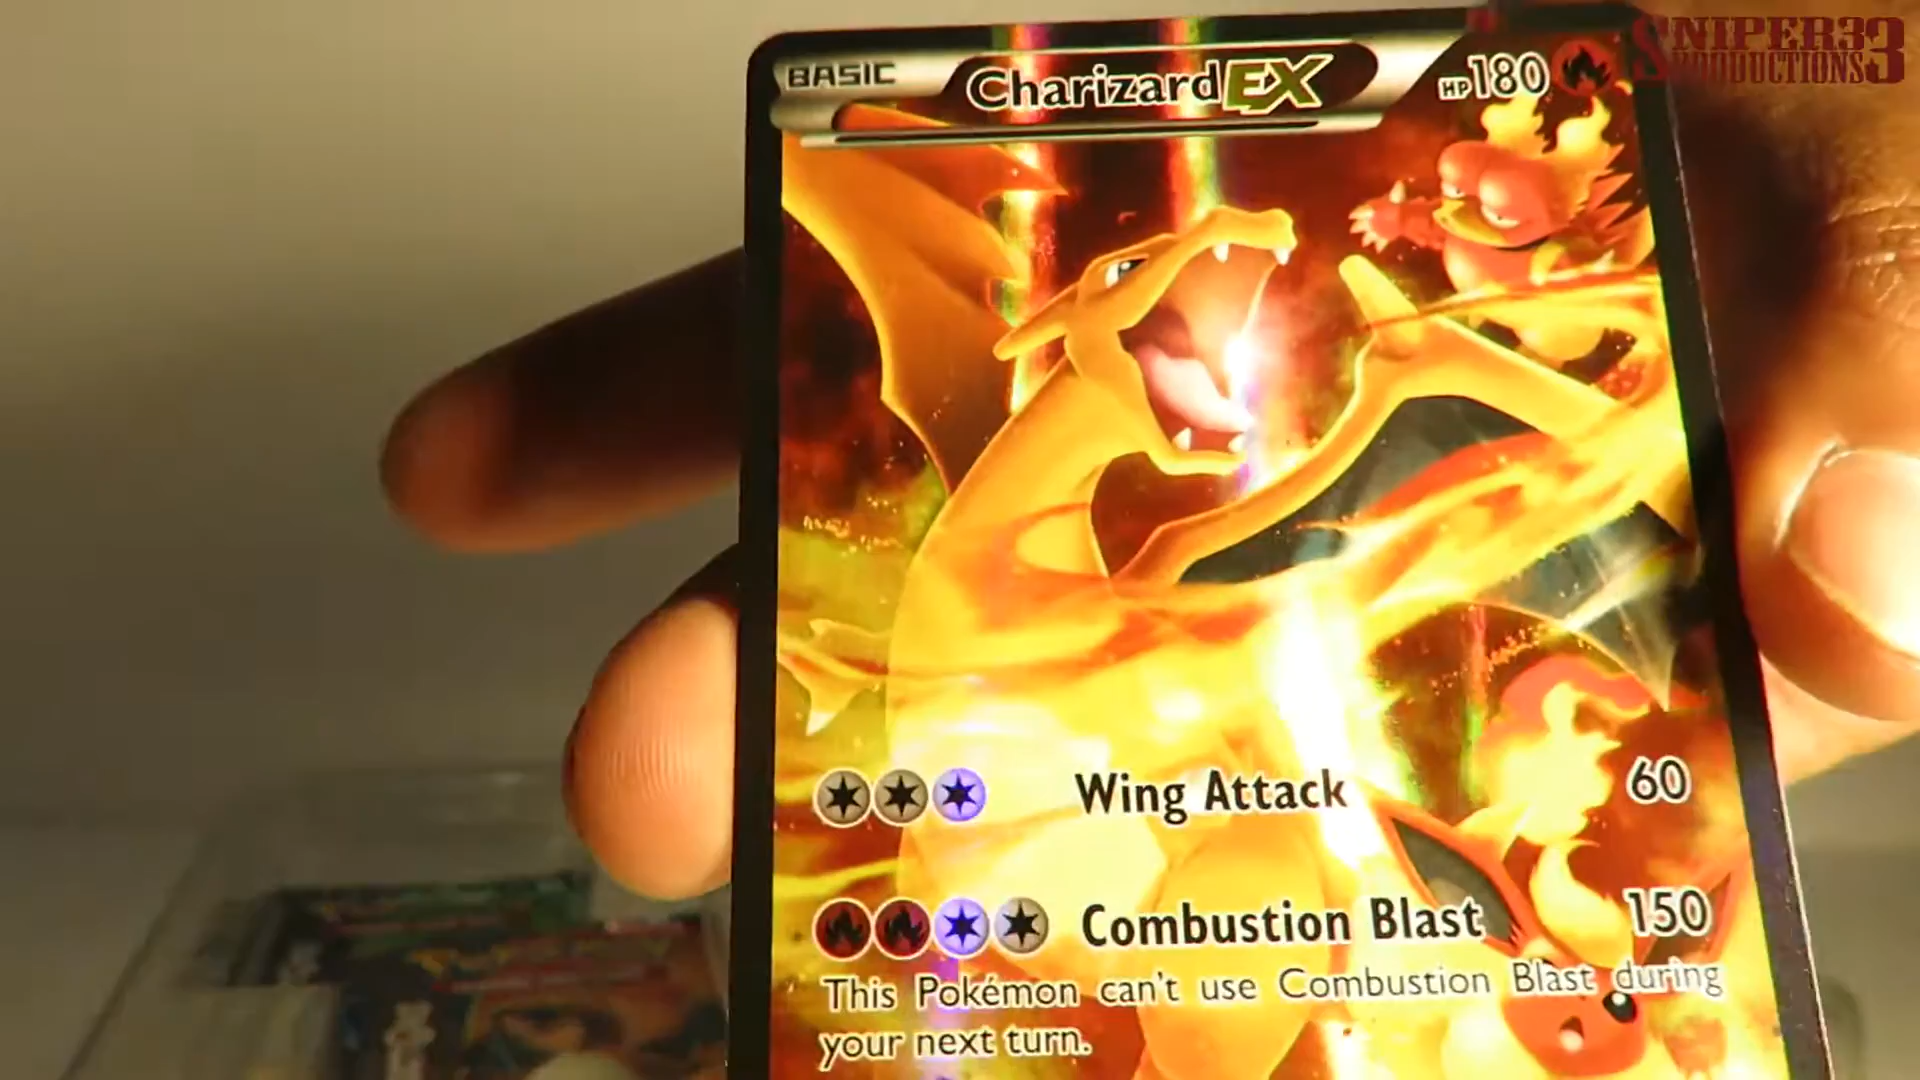 SNIPER33
PRODUCTIONS
BASIC
Charizard EX
HP180
Wing Attack 60
Combustion Blast 150
This Pokémon can't use Combustion Blast during
your next turn.